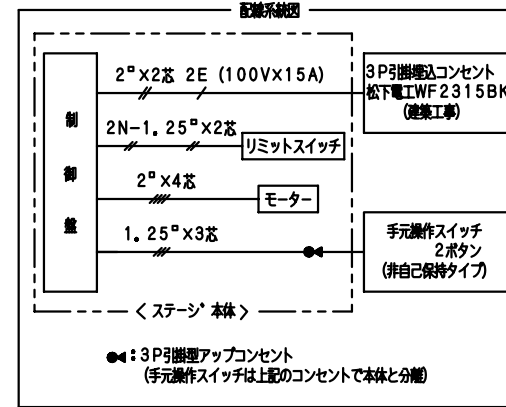 配線系統図
2□×2芯 2E (100V×15A)
3P引掛埋込コンセント
松下電工WF2315BK
(建築工事)
制御盤
2N-1.25□×2芯
リミットスイッチ
2□×4芯
モーター
1.25□×3芯
手元操作スイッチ
2ボタン
(非自己保持タイプ)
〈ステージ本体〉
:3P引掛型アップコンセント
(手元操作スイッチは上記のコンセントで本体と分離)